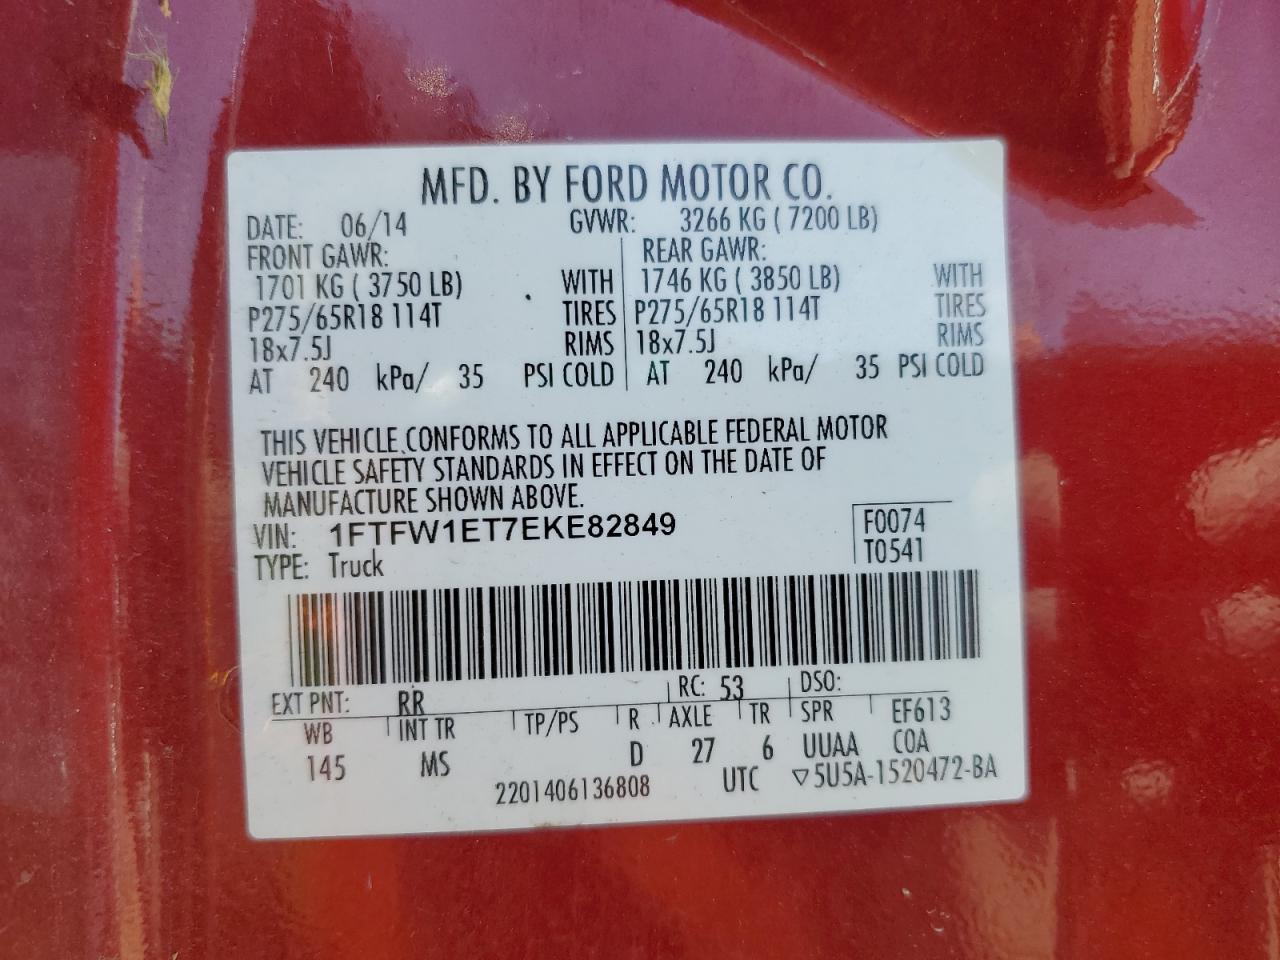 MFD. BY FORD MOTOR CO.
DATE: 06/14 GVWR: 3266 KG ( 7200 LB)
FRONT GAWR: REAR GAWR:
1701 KG ( 3750 LB) WITH 1746 KG ( 3850 LB) WITH
P275/65R18 114T TIRES P275/65R18 114T TIRES
18x7.5J RIMS 18x7.5J RIMS
AT 240 kPa/ 35 PSI COLD AT 240 kPa/ 35 PSI COLD
THIS VEHICLE CONFORMS TO ALL APPLICABLE FEDERAL MOTOR
VEHICLE SAFETY STANDARDS IN EFFECT ON THE DATE OF
MANUFACTURE SHOWN ABOVE.
VIN: 1FTFW1ET7EKE82849 F0074
TYPE: Truck T0541
EXT PNT: RR RC: 53 DSO:
WB INT TR TP/PS R AXLE TR SPR EF613
145 MS D 27 6 UUAA COA
2201406136808 UTC ▽5U5A-1520472-BA